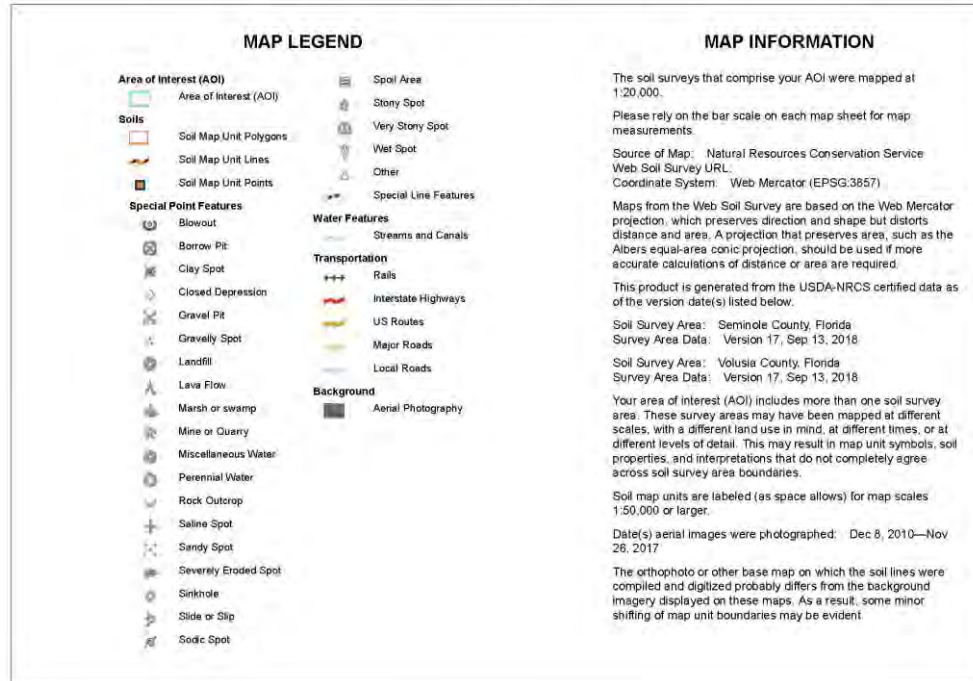 MAP LEGEND
Area of Interest (AOI)
Area of Interest (AOI)
Soils
Soil Map Unit Polygons
Soil Map Unit Lines
Soil Map Unit Points
Special Point Features
Blowout
Borrow Pit
Clay Spot
Closed Depression
Gravel Pit
Gravelly Spot
Landfill
Lava Flow
Marsh or swamp
Mine or Quarry
Miscellaneous Water
Perennial Water
Rock Outcrop
Saline Spot
Sandy Spot
Severely Eroded Spot
Sinkhole
Slide or Slip
Sodic Spot
Spoil Area
Stony Spot
Very Stony Spot
Wet Spot
Other
Special Line Features
Water Features
Streams and Canals
Transportation
Rails
Interstate Highways
US Routes
Major Roads
Local Roads
Background
Aerial Photography
MAP INFORMATION
The soil surveys that comprise your AOI were mapped at
1:20,000.
Please rely on the bar scale on each map sheet for map
measurements.
Source of Map: Natural Resources Conservation Service
Web Soil Survey URL:
Coordinate System: Web Mercator (EPSG:3857)
Maps from the Web Soil Survey are based on the Web Mercator
projection, which preserves direction and shape but distorts
distance and area. A projection that preserves area, such as the
Albers equal-area conic projection, should be used if more
accurate calculations of distance or area are required.
This product is generated from the USDA-NRCS certified data as
of the version date(s) listed below.
Soil Survey Area: Seminole County, Florida
Survey Area Data: Version 17, Sep 13, 2018
Soil Survey Area: Volusia County, Florida
Survey Area Data: Version 17, Sep 13, 2018
Your area of interest (AOI) includes more than one soil survey
area. These survey areas may have been mapped at different
scales, with a different land use in mind, at different times, or at
different levels of detail. This may result in map unit symbols, soil
properties, and interpretations that do not completely agree
across soil survey area boundaries.
Soil map units are labeled (as space allows) for map scales
1:50,000 or larger.
Date(s) aerial images were photographed: Dec 8, 2010—Nov
26, 2017
The orthophoto or other base map on which the soil lines were
compiled and digitized probably differs from the background
imagery displayed on these maps. As a result, some minor
shifting of map unit boundaries may be evident.